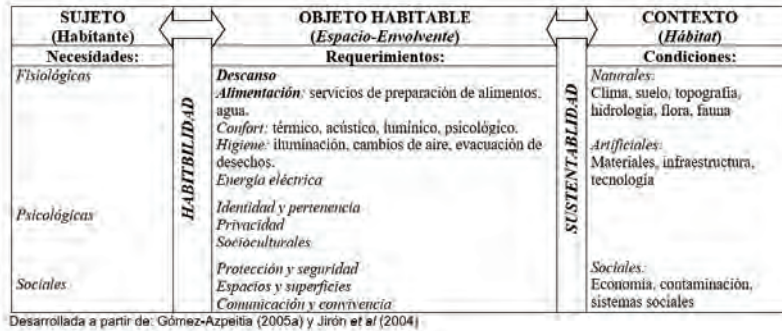 SUJETO
(Habitante)
OBJETO HABITABLE
(Espacio-Envolvente)
CONTEXTO
(Hábitat)
Necesidades:
Requerimientos:
Condiciones:
Fisiológicas
HABITBILIDAD
Descanso
Alimentación: servicios de preparación de alimentos,
agua.
Confort: térmico, acústico, lumínico, psicológico.
Higiene: iluminación, cambios de aire, evacuación de
desechos.
Energía eléctrica
SUSTENTABLIDAD
Naturales:
Clima, suelo, topografía,
hidrología, flora, fauna
Artificiales:
Materiales, infraestructura,
tecnología
Psicológicas
Identidad y pertenencia
Privacidad
Socioculturales
Sociales
Protección y seguridad
Espacios y superficies
Comunicación y convivencia
Sociales:
Economía, contaminación,
sistemas sociales
Desarrollada a partir de: Gómez-Azpeitia (2005a) y Jirón et al (2004)